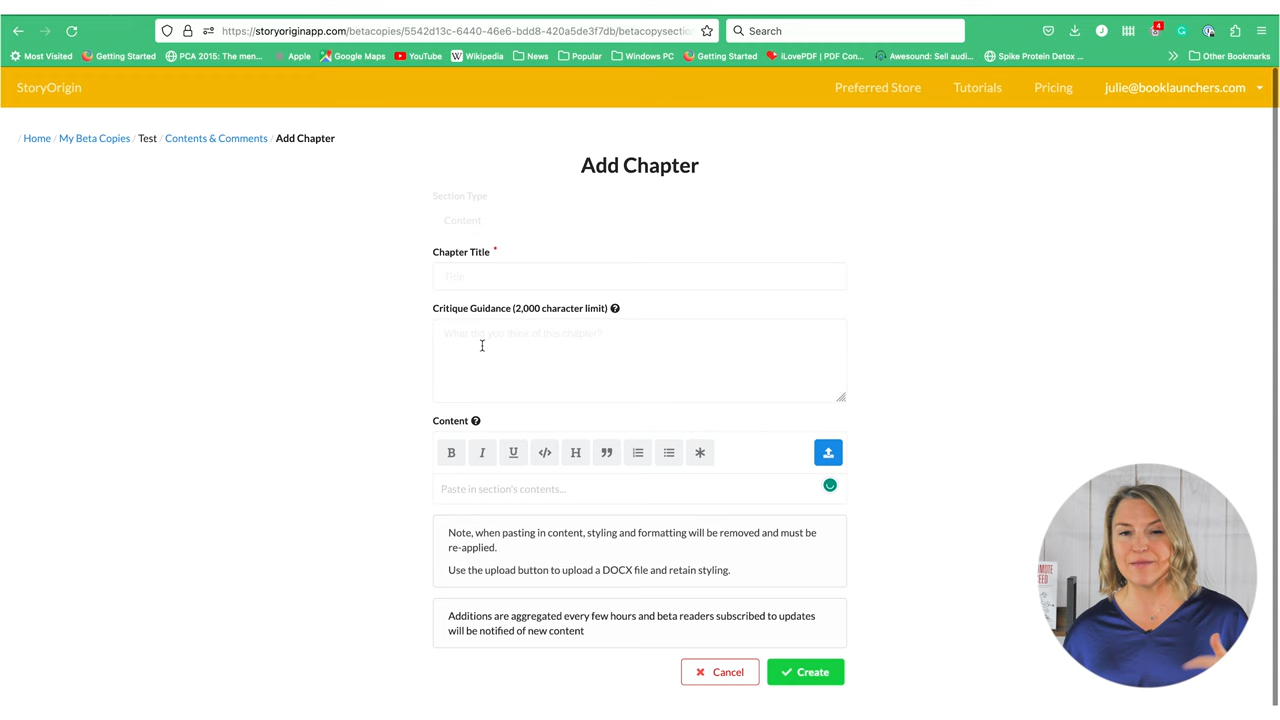 https://storyoriginapp.com/betacopies/5542d13c-6440-46e6-bdd8-420a5de3f7db/betacopysection
Search
4
Most Visited
Getting Started
PCA 2015: The men...
Apple
Google Maps
YouTube
Wikipedia
News
Popular
Windows PC
Getting Started
iLovePDF | PDF Con...
Awesound: Sell audi...
Spike Protein Detox ...
Other Bookmarks
StoryOrigin
Preferred Store
Tutorials
Pricing
julie@booklaunchers.com
/ Home / My Beta Copies / Test / Contents & Comments / Add Chapter
Add Chapter
Section Type
Content
Chapter Title *
Title
Critique Guidance (2,000 character limit)
What did you think of this chapter?
Content
B I U </> H
Paste in section's contents...
Note, when pasting in content, styling and formatting will be removed and must be
re-applied.
Use the upload button to upload a DOCX file and retain styling.
Additions are aggregated every few hours and beta readers subscribed to updates
will be notified of new content
Cancel
Create